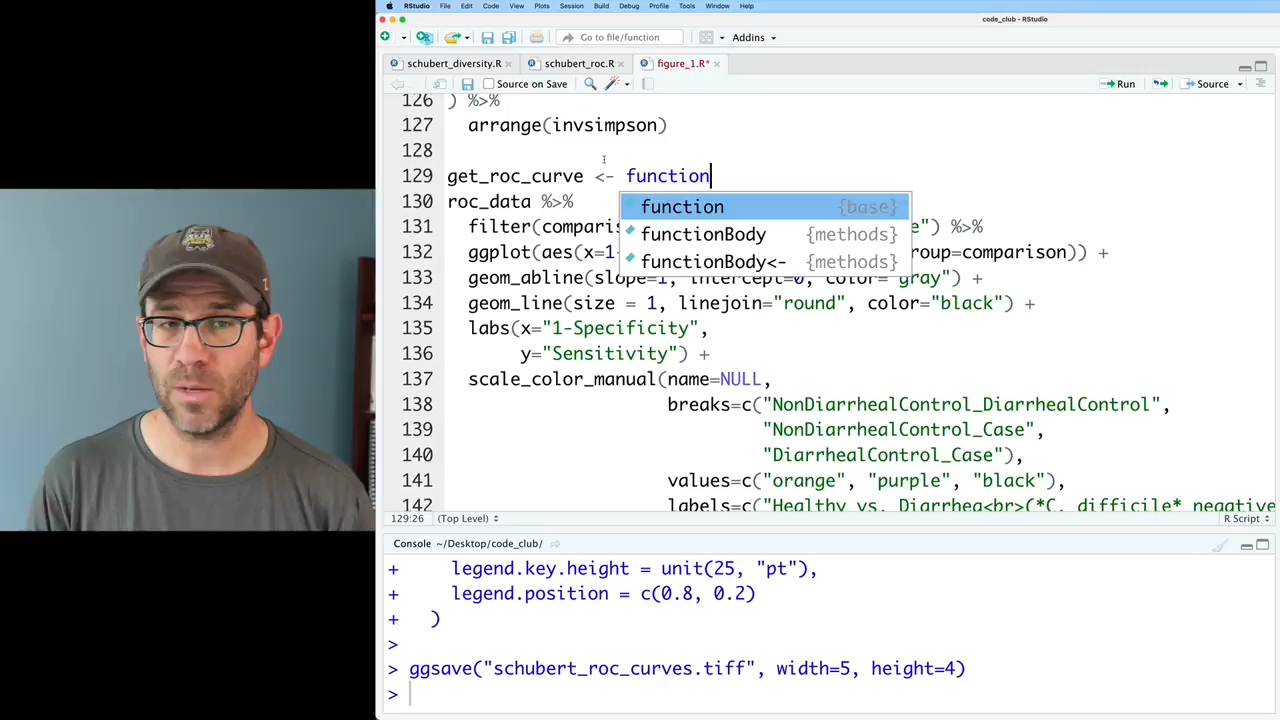 RStudio File Edit Code View Plots Session Build Debug Profile Tools Window Help
code_club - RStudio
Go to file/function Addins
schubert_diversity.R schubert_roc.R figure_1.R*
Source on Save Run Source
126 ) %>%
127 arrange(invsimpson)
128
129 get_roc_curve <- function
130 roc_data %>%
function {base}
131 filter(comparis e") %>%
functionBody {methods}
132 ggplot(aes(x=1- group=comparison)) +
functionBody<- {methods}
133 geom_abline(slope=1, intercept=0, color="gray") +
134 geom_line(size = 1, linejoin="round", color="black") +
135 labs(x="1-Specificity",
136 y="Sensitivity") +
137 scale_color_manual(name=NULL,
138 breaks=c("NonDiarrhealControl_DiarrhealControl",
139 "NonDiarrhealControl_Case",
140 "DiarrhealControl_Case"),
141 values=c("orange", "purple", "black"),
142 labels=c("Healthy vs. Diarrhea<br>(*C. difficile* negative
129:26 (Top Level) R Script
Console ~/Desktop/code_club/
+ legend.key.height = unit(25, "pt"),
+ legend.position = c(0.8, 0.2)
+ )
>
> ggsave("schubert_roc_curves.tiff", width=5, height=4)
>